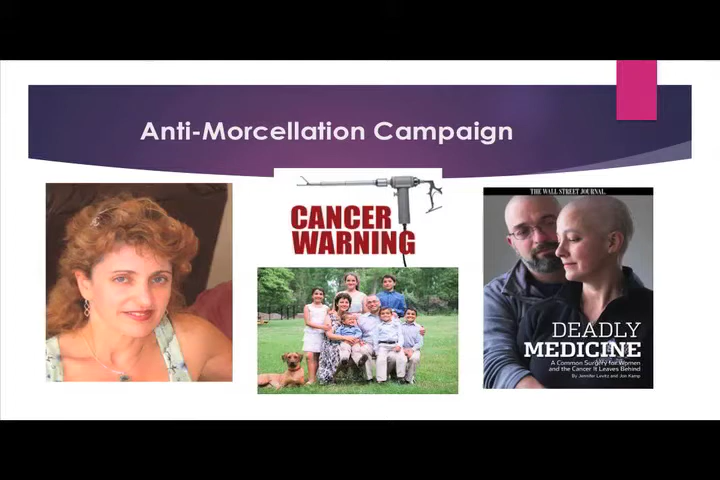 Anti-Morcellation Campaign
CANCER
WARNING
THE WALL STREET JOURNAL.
DEADLY
MEDICINE
A Common Surgery for Women
and the Cancer It Leaves Behind
By Jennifer Levitz and Jon Kamp